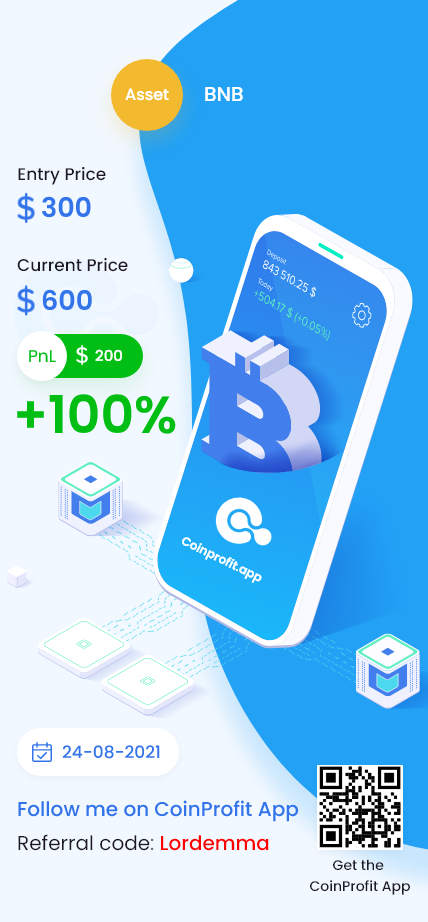 Asset BNB
Entry Price
$ 300
Current Price
$ 600
PnL $ 200
+100%
Deposit
843 510.25 $
Today
+504.17 $ (+0.05%)
Coinprofit.app
24-08-2021
Follow me on CoinProfit App
Referral code: Lordemma
Get the
CoinProfit App